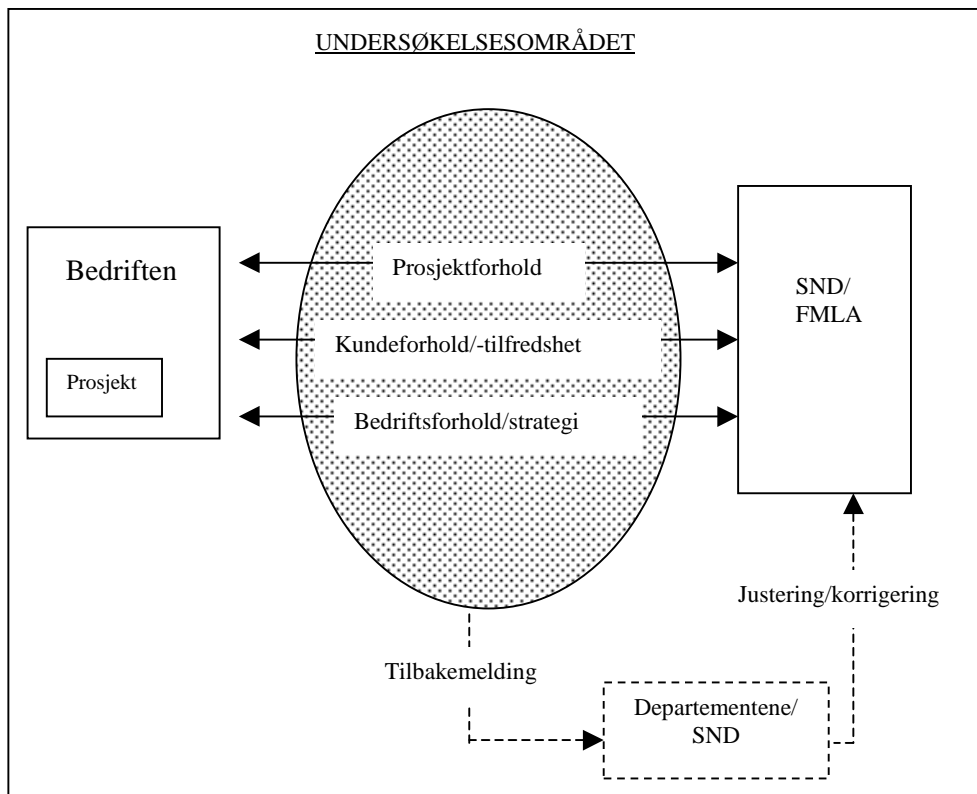 UNDERSØKELSESOMRÅDET
Bedriften
Prosjekt
Prosjektforhold
Kundeforhold/-tilfredshet
Bedriftsforhold/strategi
SND/
FMLA
Justering/korrigering
Tilbakemelding
Departementene/
SND